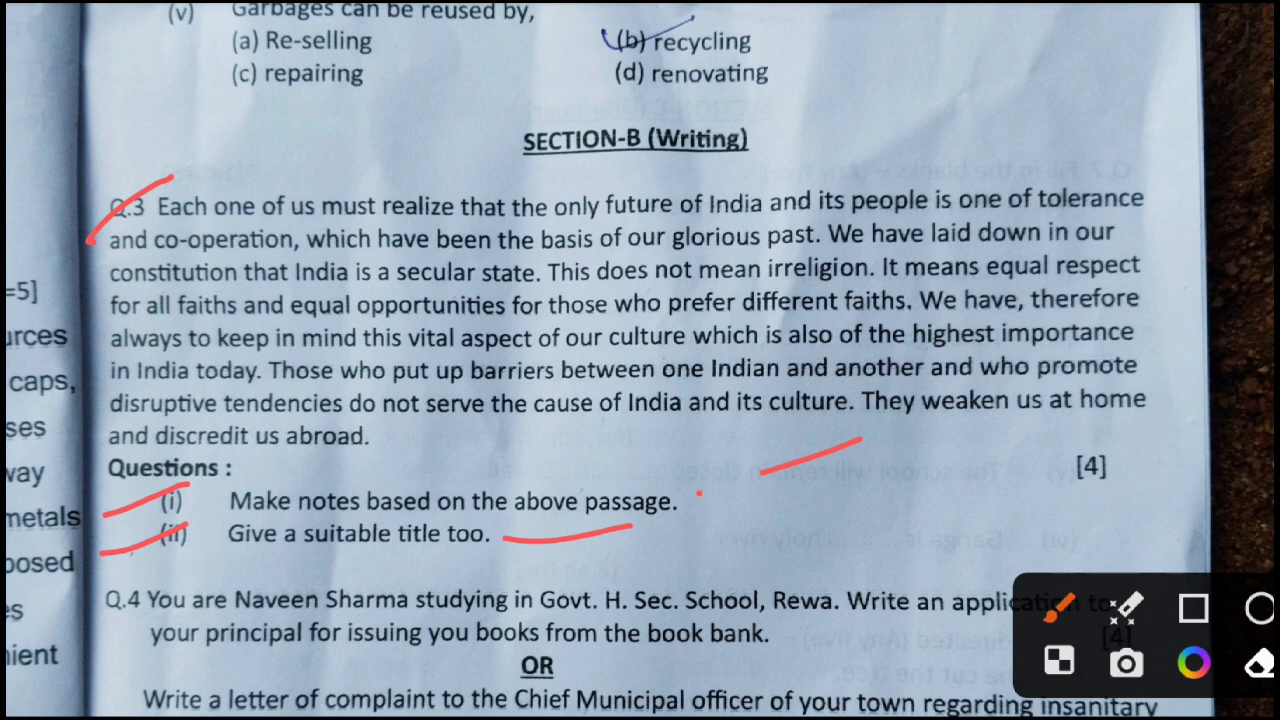 (v) Garbages can be reused by,
(a) Re-selling (b) recycling
(c) repairing (d) renovating
SECTION-B (Writing)
Q.3 Each one of us must realize that the only future of India and its people is one of tolerance
and co-operation, which have been the basis of our glorious past. We have laid down in our
constitution that India is a secular state. This does not mean irreligion. It means equal respect
=5]
for all faiths and equal opportunities for those who prefer different faiths. We have, therefore
urces
always to keep in mind this vital aspect of our culture which is also of the highest importance
caps,
in India today. Those who put up barriers between one Indian and another and who promote
disruptive tendencies do not serve the cause of India and its culture. They weaken us at home
ses
and discredit us abroad.
way
Questions : [4]
(i) Make notes based on the above passage.
metals
(ii) Give a suitable title too.
posed
Q.4 You are Naveen Sharma studying in Govt. H. Sec. School, Rewa. Write an application to
es
your principal for issuing you books from the book bank. [4]
nient
OR
Write a letter of complaint to the Chief Municipal officer of your town regarding insanitary